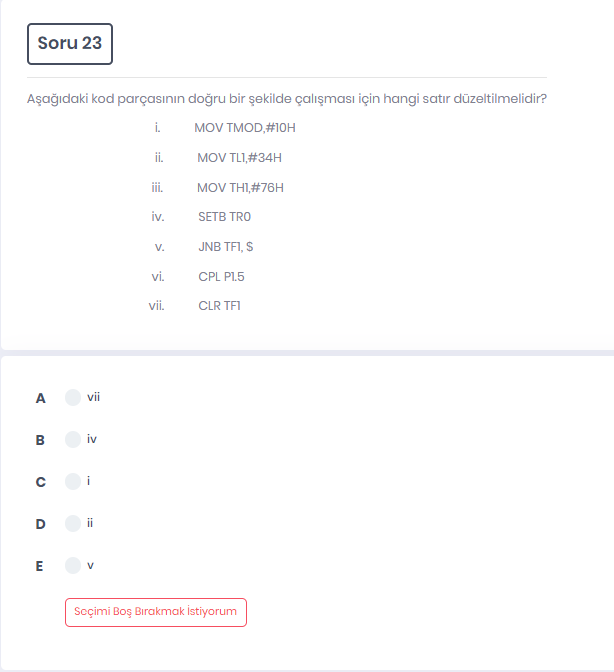 Soru 23
Aşağıdaki kod parçasının doğru bir şekilde çalışması için hangi satır düzeltilmelidir?
i. MOV TMOD,#10H
ii. MOV TL1,#34H
iii. MOV TH1,#76H
iv. SETB TR0
v. JNB TF1, $
vi. CPL P1.5
vii. CLR TF1
A vii
B iv
C i
D ii
E v
Seçimi Boş Bırakmak İstiyorum